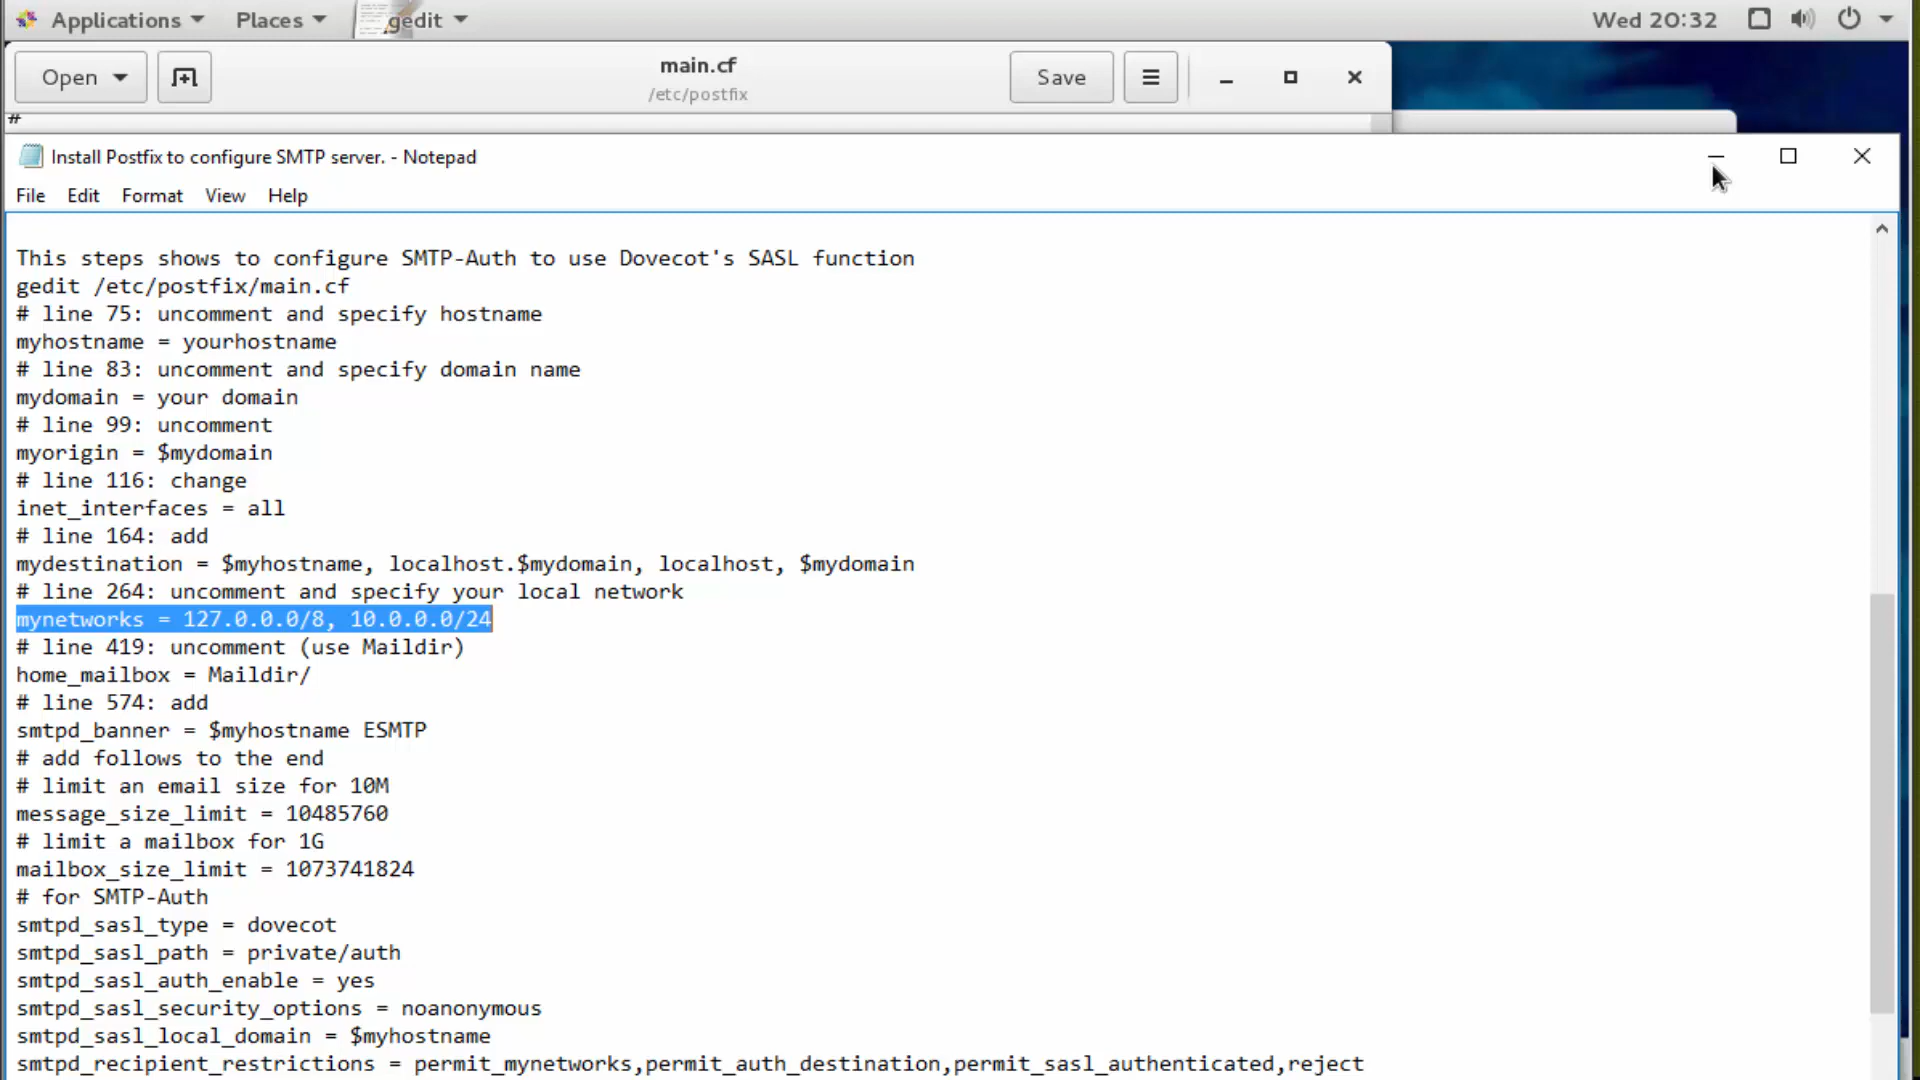 Applications Places gedit Wed 20:32
Open main.cf Save
/etc/postfix
#
Install Postfix to configure SMTP server. - Notepad
File Edit Format View Help
This steps shows to configure SMTP-Auth to use Dovecot's SASL function
gedit /etc/postfix/main.cf
# line 75: uncomment and specify hostname
myhostname = yourhostname
# line 83: uncomment and specify domain name
mydomain = your domain
# line 99: uncomment
myorigin = $mydomain
# line 116: change
inet_interfaces = all
# line 164: add
mydestination = $myhostname, localhost.$mydomain, localhost, $mydomain
# line 264: uncomment and specify your local network
mynetworks = 127.0.0.0/8, 10.0.0.0/24
# line 419: uncomment (use Maildir)
home_mailbox = Maildir/
# line 574: add
smtpd_banner = $myhostname ESMTP
# add follows to the end
# limit an email size for 10M
message_size_limit = 10485760
# limit a mailbox for 1G
mailbox_size_limit = 1073741824
# for SMTP-Auth
smtpd_sasl_type = dovecot
smtpd_sasl_path = private/auth
smtpd_sasl_auth_enable = yes
smtpd_sasl_security_options = noanonymous
smtpd_sasl_local_domain = $myhostname
smtpd_recipient_restrictions = permit_mynetworks,permit_auth_destination,permit_sasl_authenticated,reject